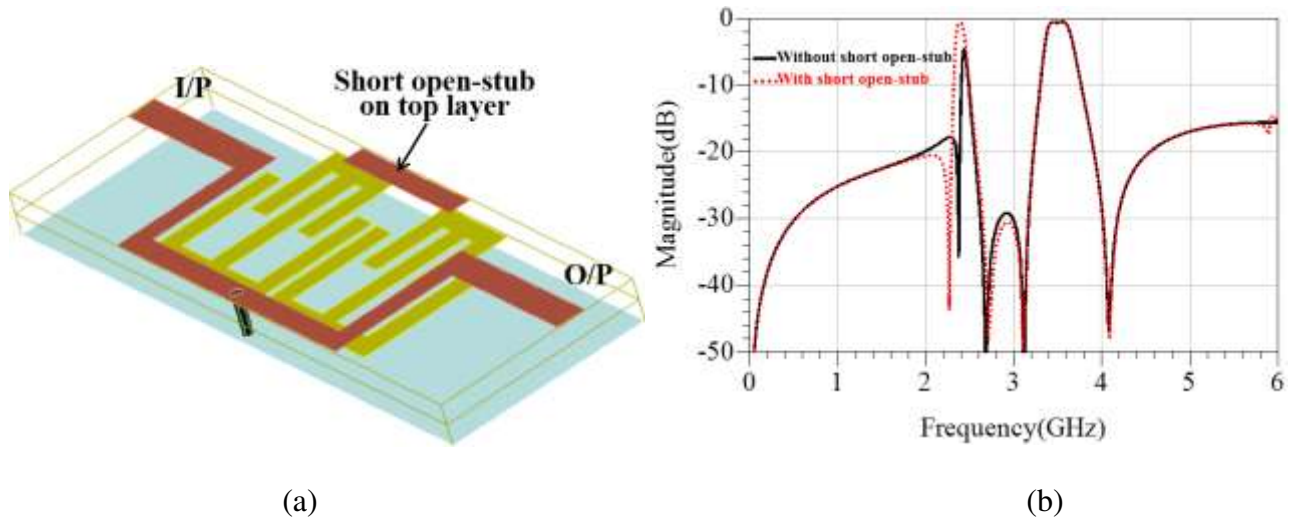 I/P
Short open-stub
on top layer
O/P
0
-10
-20
-30
-40
-50
Magnitude(dB)
Without short open-stub
With short open-stub
0 1 2 3 4 5 6
Frequency(GHz)
(a) (b)